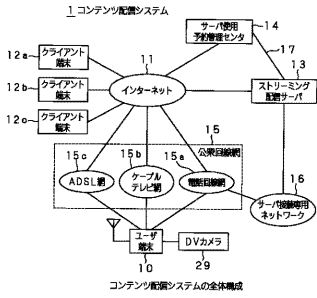 1 コンテンツ配信システム
サーバ使用
予約管理センタ
14
12a
クライアント
端末
11
17
13
12b
クライアント
端末
インターネット
ストリーミング
配信サーバ
12c
クライアント
端末
15
公衆回線網
15c
15b
15a
ADSL網
ケーブル
テレビ網
電話回線網
16
サーバ接続専用
ネットワーク
ユーザ
端末
DVカメラ
10
29
コンテンツ配信システムの全体構成